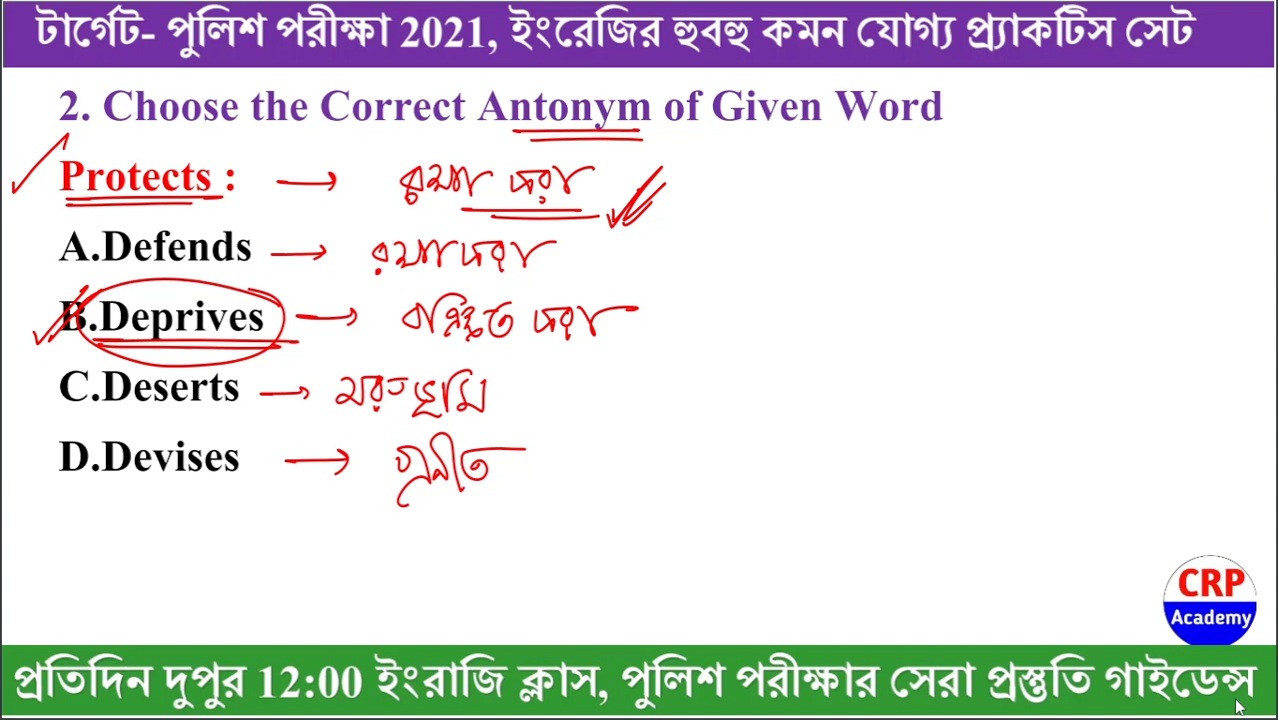 টার্গেট- পুলিশ পরীক্ষা 2021, ইংরেজির হুবহু কমন যোগ্য প্র্যাকটিস সেট
2. Choose the Correct Antonym of Given Word
Protects : → রক্ষা করা
A.Defends → রক্ষা করা
B.Deprives → বঞ্চিত করা
C.Deserts → মরুভূমি
D.Devises →
CRP
Academy
প্রতিদিন দুপুর 12:00 ইংরাজি ক্লাস, পুলিশ পরীক্ষার সেরা প্রস্তুতি গাইডেন্স